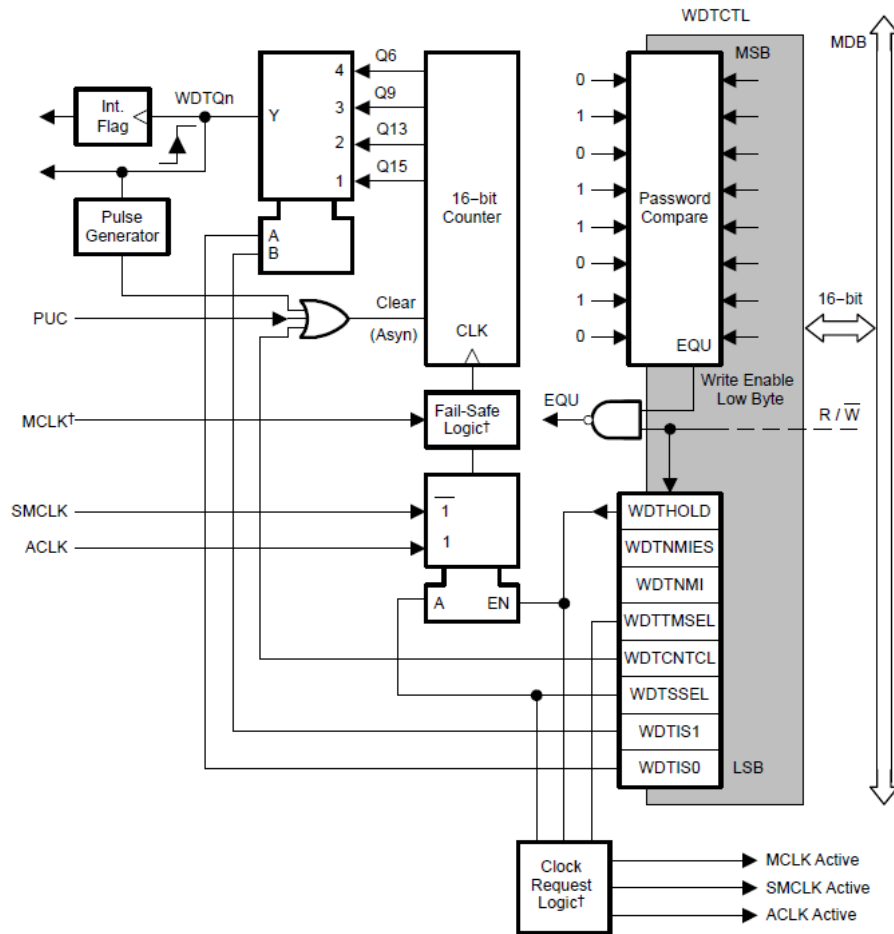 WDTCTL
MDB
MSB
Q6
4
0
Int.
Flag
WDTQn
Y
Q9
3
1
Q13
2
0
Q15
1
1
16−bit
Counter
Password
Compare
Pulse
Generator
A
B
1
0
PUC
Clear
(Asyn)
CLK
1
0
EQU
16−bit
Write Enable
Low Byte
MCLK†
Fail-Safe
Logic†
EQU
R / W̅
SMCLK
1̅
ACLK
1
A
EN
WDTHOLD
WDTNMIES
WDTNMI
WDTTMSEL
WDTCNTCL
WDTSSEL
WDTIS1
WDTIS0
LSB
Clock
Request
Logic†
MCLK Active
SMCLK Active
ACLK Active